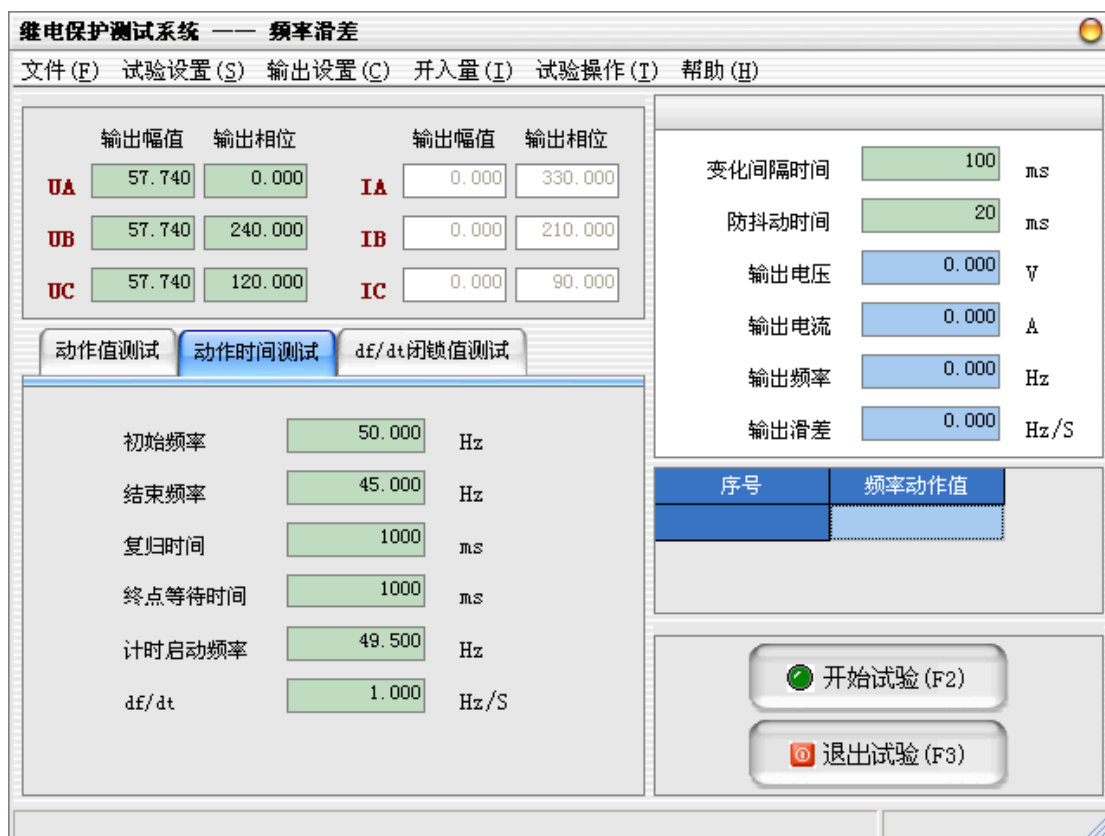 继电保护测试系统 —— 频率滑差
文件(F) 试验设置(S) 输出设置(C) 开入量(I) 试验操作(T) 帮助(H)
输出幅值 输出相位 输出幅值 输出相位
UA 57.740 0.000 IA 0.000 330.000
UB 57.740 240.000 IB 0.000 210.000
UC 57.740 120.000 IC 0.000 90.000
动作值测试 动作时间测试 df/dt闭锁值测试
初始频率 50.000 Hz
结束频率 45.000 Hz
复归时间 1000 ms
终点等待时间 1000 ms
计时启动频率 49.500 Hz
df/dt 1.000 Hz/S
变化间隔时间 100 ms
防抖动时间 20 ms
输出电压 0.000 V
输出电流 0.000 A
输出频率 0.000 Hz
输出滑差 0.000 Hz/S
序号 频率动作值
开始试验(F2)
退出试验(F3)